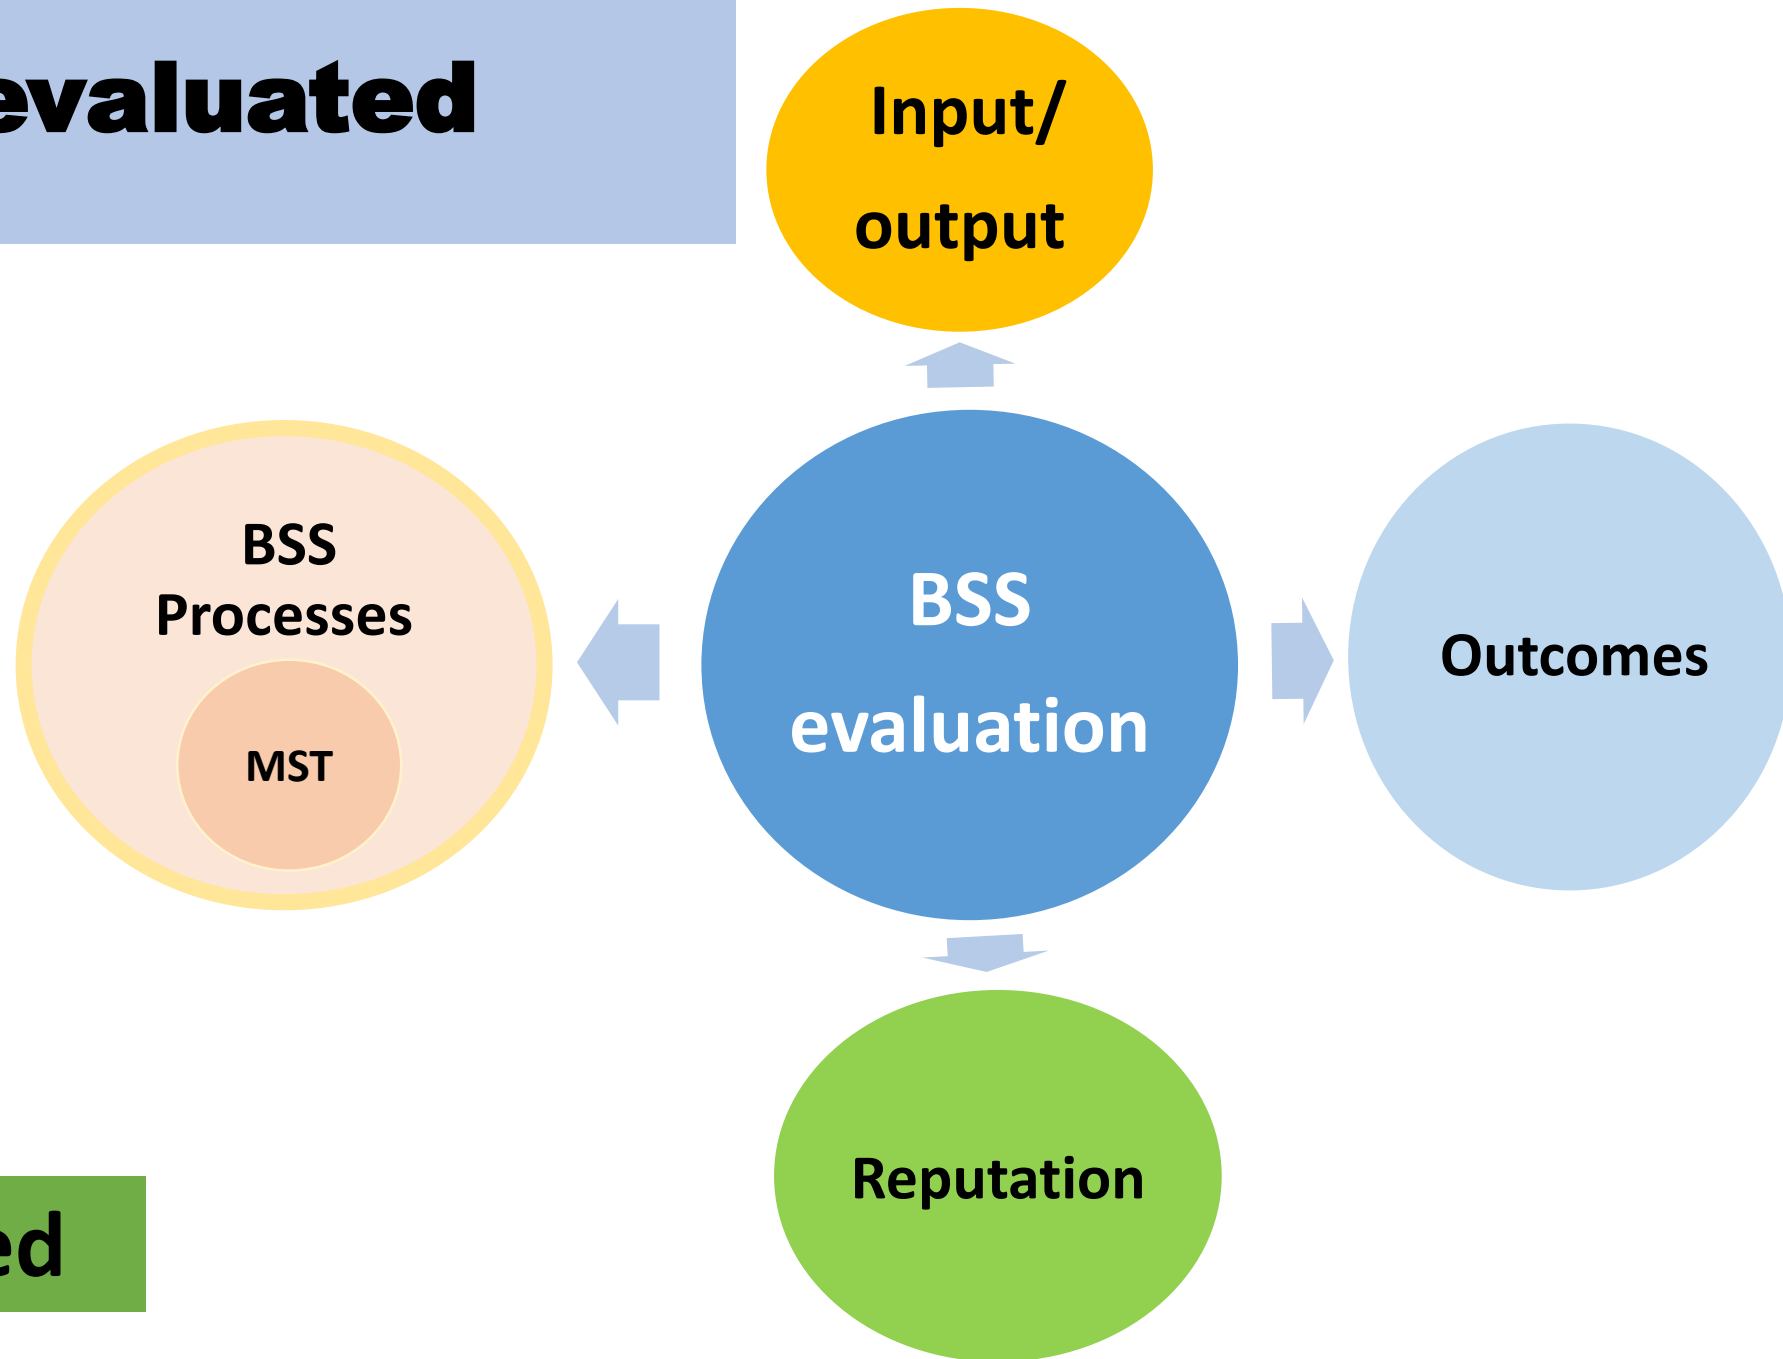 evaluated
Input/
output
BSS
Processes
MST
BSS
evaluation
Outcomes
Reputation
ed